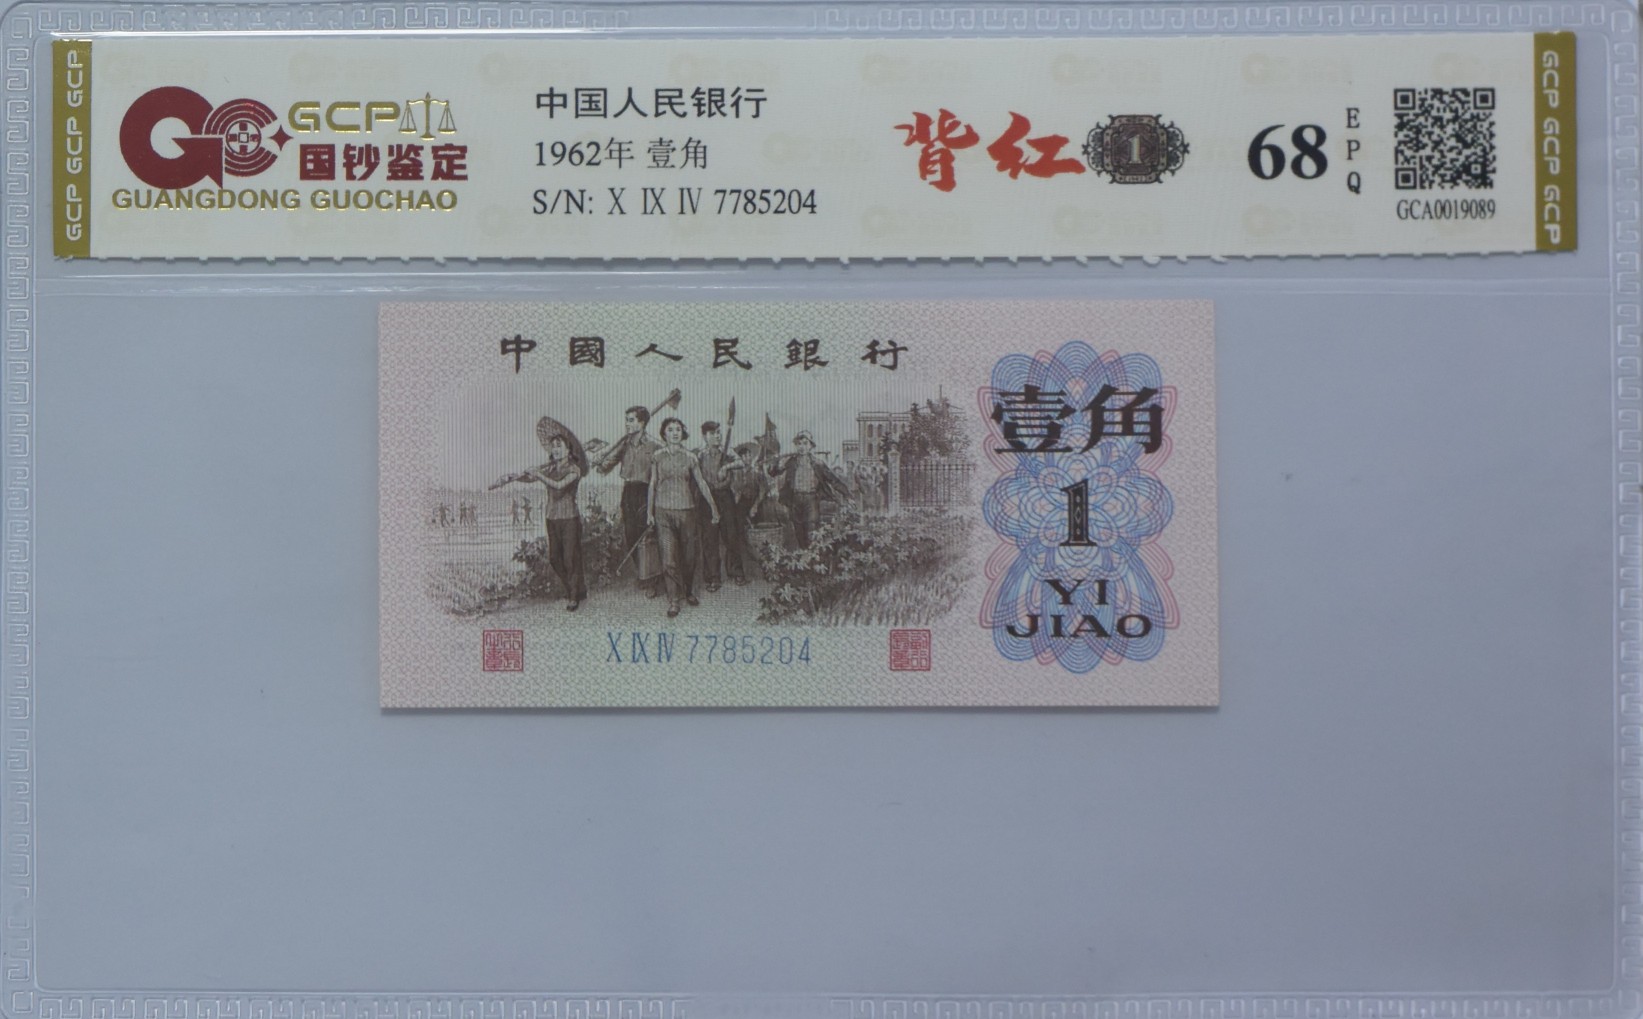 GCP GCP GCP
GCP
国钞鉴定
GUANGDONG GUOCHAO
中国人民银行
1962年 壹角
S/N: X IX IV 7785204
背红
1
68
EPQ
GCA0019089
GCP GCP GCP
中國人民銀行
壹角
1
YI
JIAO
X IX IV 7785204